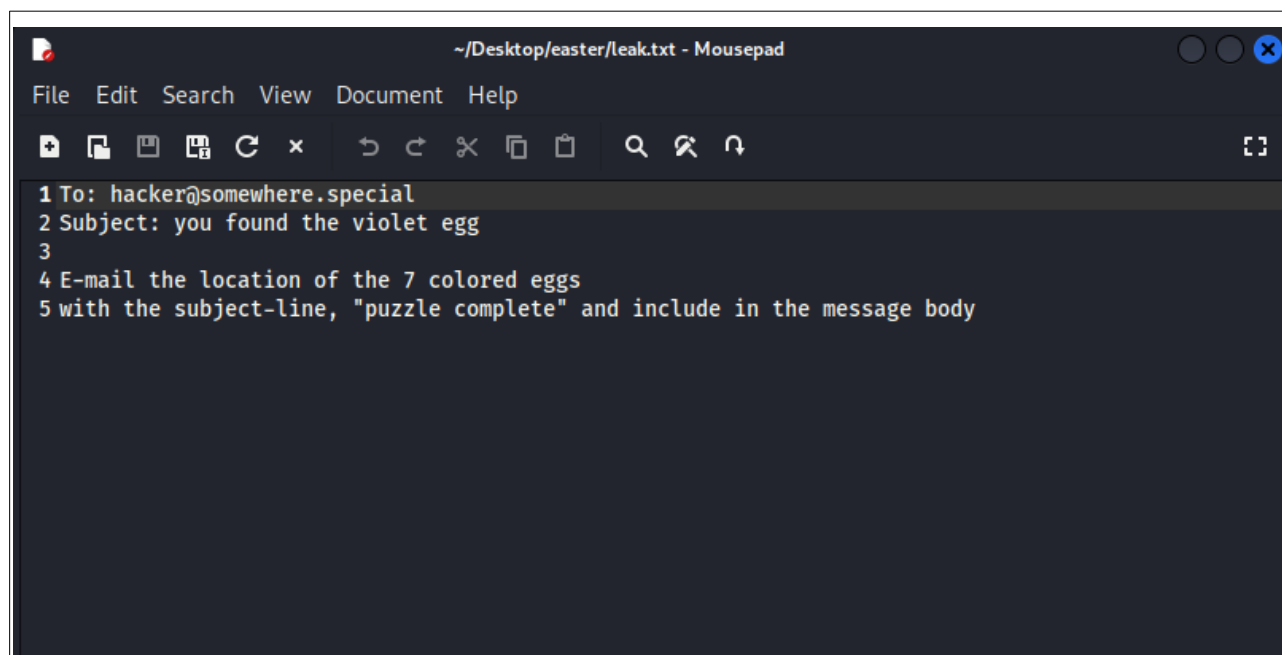 ~/Desktop/easter/leak.txt - Mousepad
File Edit Search View Document Help
1 To: hacker@somewhere.special
2 Subject: you found the violet egg
3
4 E-mail the location of the 7 colored eggs
5 with the subject-line, "puzzle complete" and include in the message body